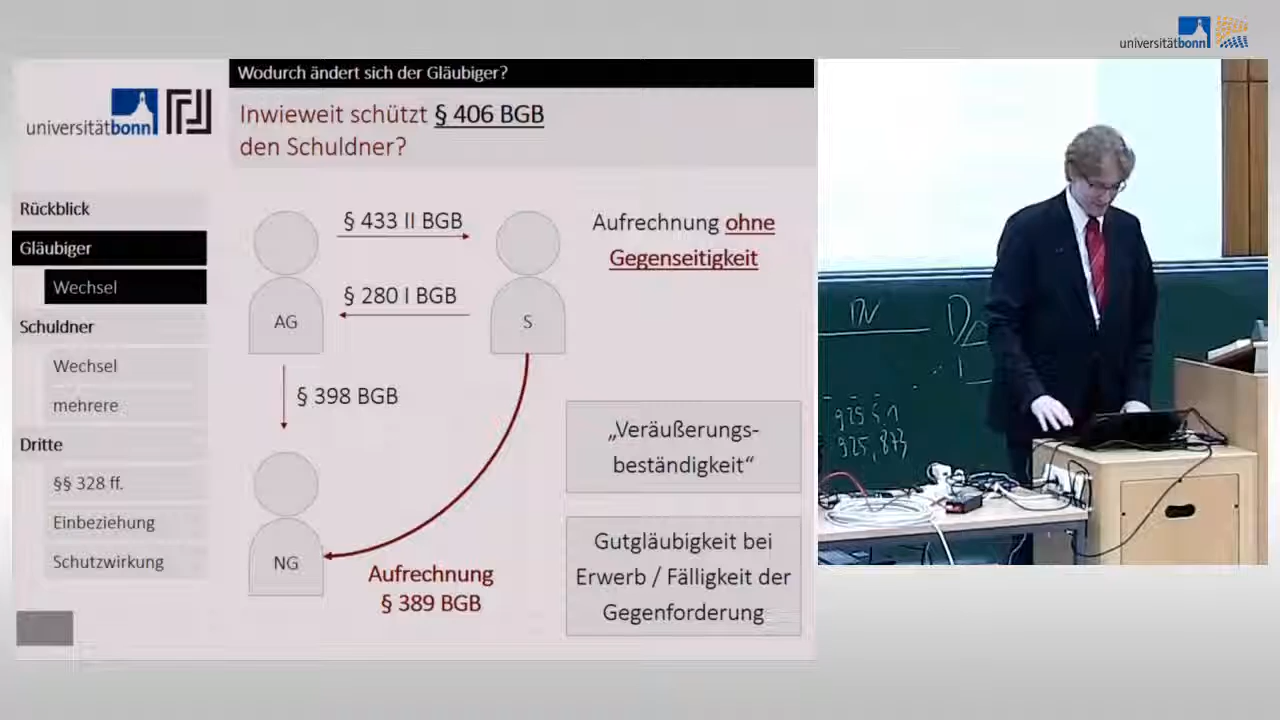 universitätbonn
Wodurch ändert sich der Gläubiger?
universitätbonn
Inwieweit schützt § 406 BGB
den Schuldner?
Rückblick
Gläubiger
Wechsel
Schuldner
Wechsel
mehrere
Dritte
§§ 328 ff.
Einbeziehung
Schutzwirkung
§ 433 II BGB
§ 280 I BGB
AG
S
§ 398 BGB
NG
Aufrechnung
§ 389 BGB
Aufrechnung ohne
Gegenseitigkeit
„Veräußerungs-
beständigkeit“
Gutgläubigkeit bei
Erwerb / Fälligkeit der
Gegenforderung
925, 873